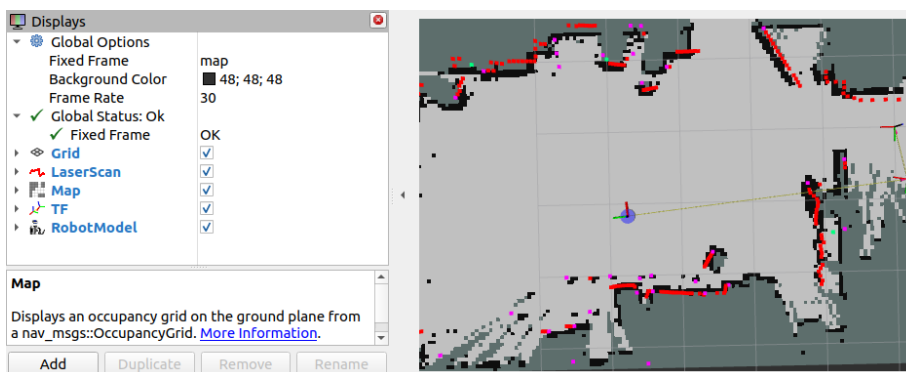 Displays
Global Options
Fixed Frame map
Background Color 48; 48; 48
Frame Rate 30
Global Status: Ok
Fixed Frame OK
Grid
LaserScan
Map
TF
RobotModel
Map
Displays an occupancy grid on the ground plane from
a nav_msgs::OccupancyGrid. More Information.
Add Duplicate Remove Rename